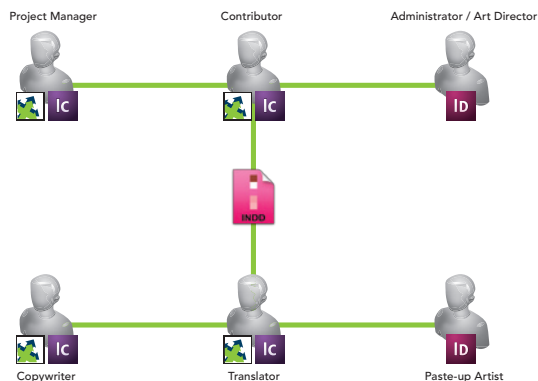 Project Manager
Contributor
Administrator / Art Director
Ic
Ic
ID
INDD
Ic
Ic
ID
Copywriter
Translator
Paste-up Artist